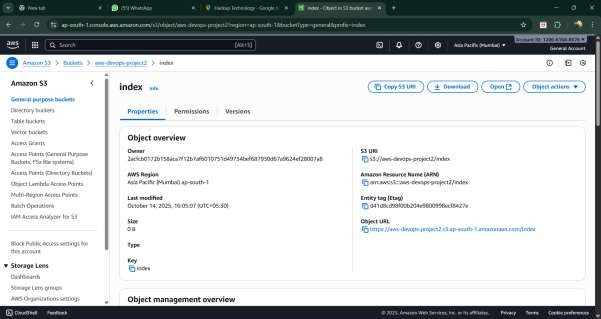 New tab
(55) WhatsApp
Hackup Technology - Google
index - Object in S3 bucket aw
ap-south-1.console.aws.amazon.com/s3/object/aws-devops-project2?region=ap-south-1&bucketType=general&prefix=index
aws
Search
[Alt+S]
Asia Pacific (Mumbai)
General Account
Amazon S3
Buckets
aws-devops-project2
index
Amazon S3
General purpose buckets
Directory buckets
Table buckets
Vector buckets
Access Grants
Access Points (General Purpose
Buckets, FSx file systems)
Access Points (Directory Buckets)
Object Lambda Access Points
Multi-Region Access Points
Batch Operations
IAM Access Analyzer for S3
Block Public Access settings for
this account
Storage Lens
Dashboards
Storage Lens groups
AWS Organizations settings
index
Info
Copy S3 URI
Download
Open
Object actions
Properties
Permissions
Versions
Object overview
Owner
AWS Region
Asia Pacific (Mumbai) ap-south-1
Last modified
October 14, 2025, 16:05:07 (UTC+05:30)
Size
0 B
Type
Key
index
S3 URI
s3://aws-devops-project2/index
Amazon Resource Name (ARN)
arn:aws:s3:::aws-devops-project2/index
Entity tag (Etag)
d41d8cd98f00b204e9800998ecf8427e
Object URL
https://aws-devops-project2.s3.ap-south-1.amazonaws.com/index
Object management overview
CloudShell
Feedback
© 2025, Amazon Web Services, Inc. or its affiliates.
Privacy
Terms
Cookie preferences